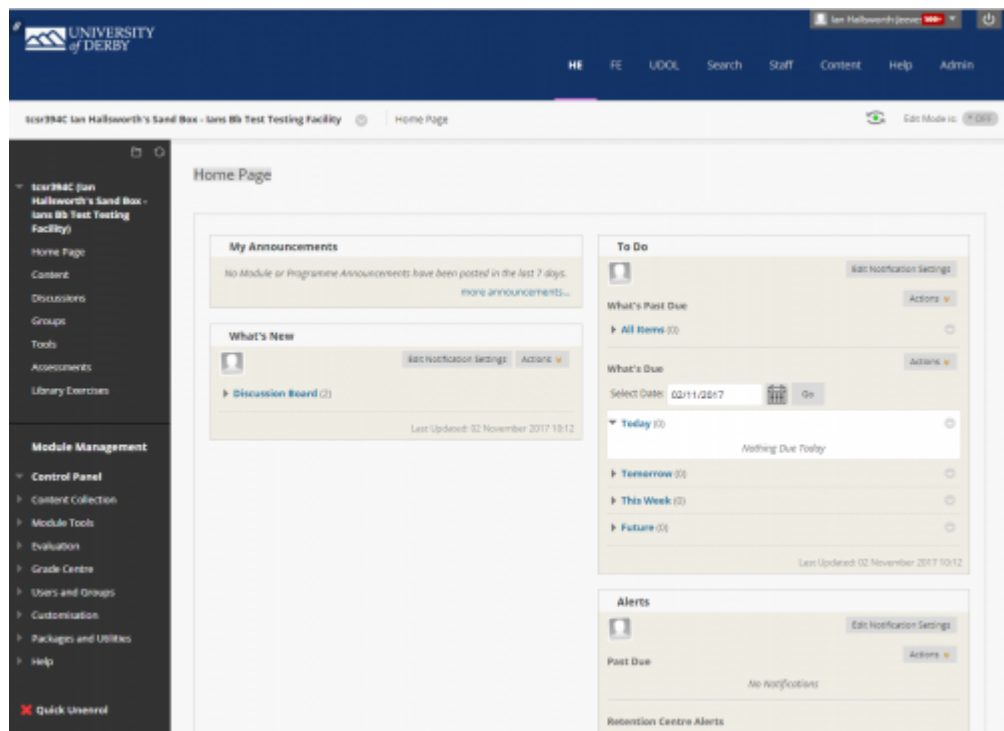 UNIVERSITY
of DERBY
HE FE UDOL Search Staff Content Help Admin
tcsr394C Ian Hallsworth's Sand Box - Ians Bb Test Testing Facility Home Page
Edit Mode is: OFF
tcsr394C (Ian
Hallsworth's Sand Box -
Ians Bb Test Testing
Facility)
Home Page
Content
Discussions
Groups
Tools
Assessments
Library Exercises
Module Management
Control Panel
Content Collection
Module Tools
Evaluation
Grade Centre
Users and Groups
Customisation
Packages and Utilities
Help
Quick Unenrol
Home Page
My Announcements
No Module or Programme Announcements have been posted in the last 7 days.
more announcements...
What's New
Edit Notification Settings Actions
Discussion Board (2)
Last Updated: 02 November 2017 10:12
To Do
Edit Notification Settings
Actions
What's Past Due
All Items (0)
Actions
What's Due
Select Date: 02/11/2017 Go
Today (0)
Nothing Due Today
Tomorrow (0)
This Week (0)
Future (0)
Last Updated: 02 November 2017 10:12
Alerts
Edit Notification Settings
Actions
Past Due
No Notifications
Retention Centre Alerts